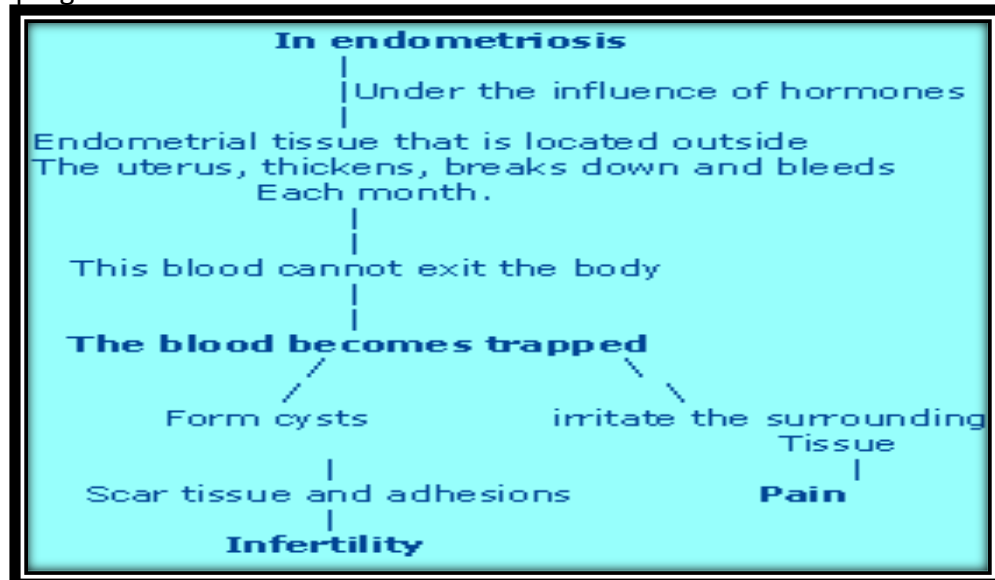 In endometriosis
Under the influence of hormones
Endometrial tissue that is located outside
The uterus, thickens, breaks down and bleeds
Each month.
This blood cannot exit the body
The blood becomes trapped
Form cysts irritate the surrounding
Tissue
Scar tissue and adhesions Pain
Infertility